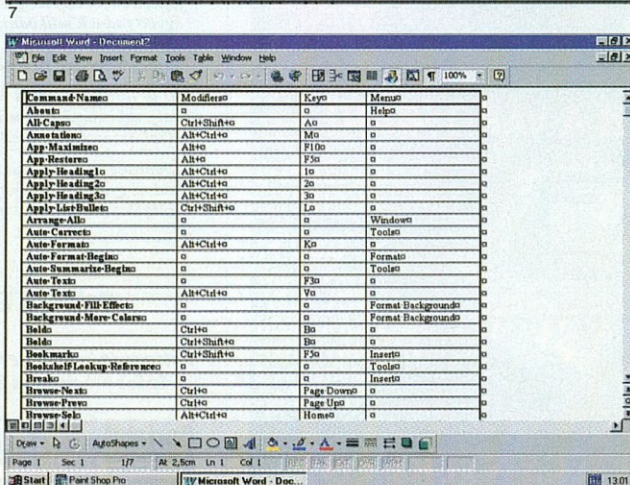 7
Microsoft Word - Document2
File Edit View Insert Format Tools Table Window Help
100%
Command Name Modifiers Key Menu
About Help
All Caps Ctrl+Shift+ A
Annotation Alt+Ctrl+ M
App Maximize Alt+ F10
App Restore Alt+ F5
Apply Heading1 Alt+Ctrl+ 1
Apply Heading2 Alt+Ctrl+ 2
Apply Heading3 Alt+Ctrl+ 3
Apply List Bullet Ctrl+Shift+ L
Arrange All Window
Auto Correct Tools
Auto Format Alt+Ctrl+ K
Auto Format Begin Format
Auto Summarize Begin Tools
Auto Text F3
Auto Text Alt+Ctrl+ V
Background Fill Effect Format Background
Background More Colors Format Background
Bold Ctrl+ B
Bold Ctrl+Shift+ B
Bookmark Ctrl+Shift+ F5 Insert
Bookshelf Lookup Reference Tools
Break Insert
Browse Next Ctrl+ Page Down
Browse Prev Ctrl+ Page Up
Browse Sel Alt+Ctrl+ Home
Draw AutoShapes
Page 1 Sec 1 1/7 At 2,5cm Ln 1 Col 1
Start Paint Shop Pro Microsoft Word - Doc... 13:01